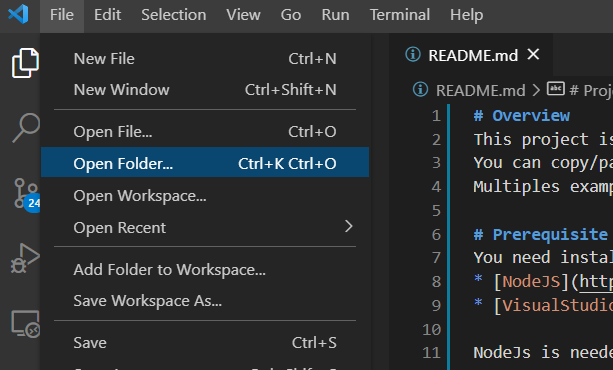 File Edit Selection View Go Run Terminal Help
New File Ctrl+N
New Window Ctrl+Shift+N
Open File... Ctrl+O
Open Folder... Ctrl+K Ctrl+O
Open Workspace...
Open Recent
Add Folder to Workspace...
Save Workspace As...
Save Ctrl+S
24
README.md
README.md > # Proj
1 # Overview
2 This project is
3 You can copy/pa
4 Multiples examp
5
6 # Prerequisite
7 You need instal
8 * [NodeJS](http
9 * [VisualStudio
10
11 NodeJs is neede